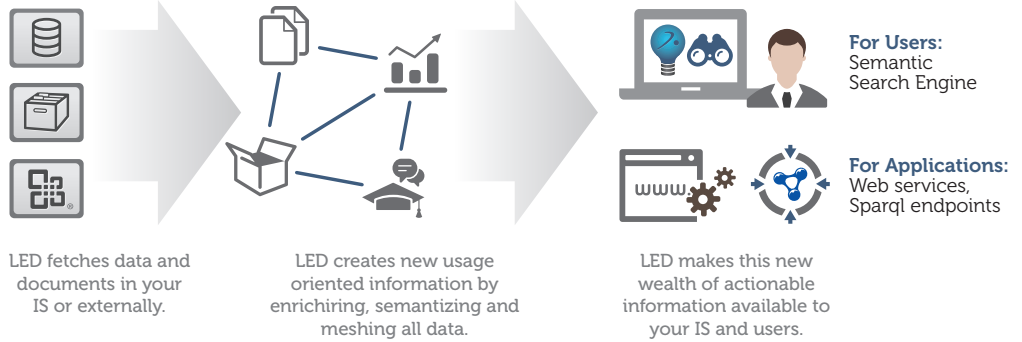 For Users:
Semantic
Search Engine
www.
For Applications:
Web services,
Sparql endpoints
®
LED fetches data and
documents in your
IS or externally.
LED creates new usage
oriented information by
enrichiring, semantizing and
meshing all data.
LED makes this new
wealth of actionable
information available to
your IS and users.